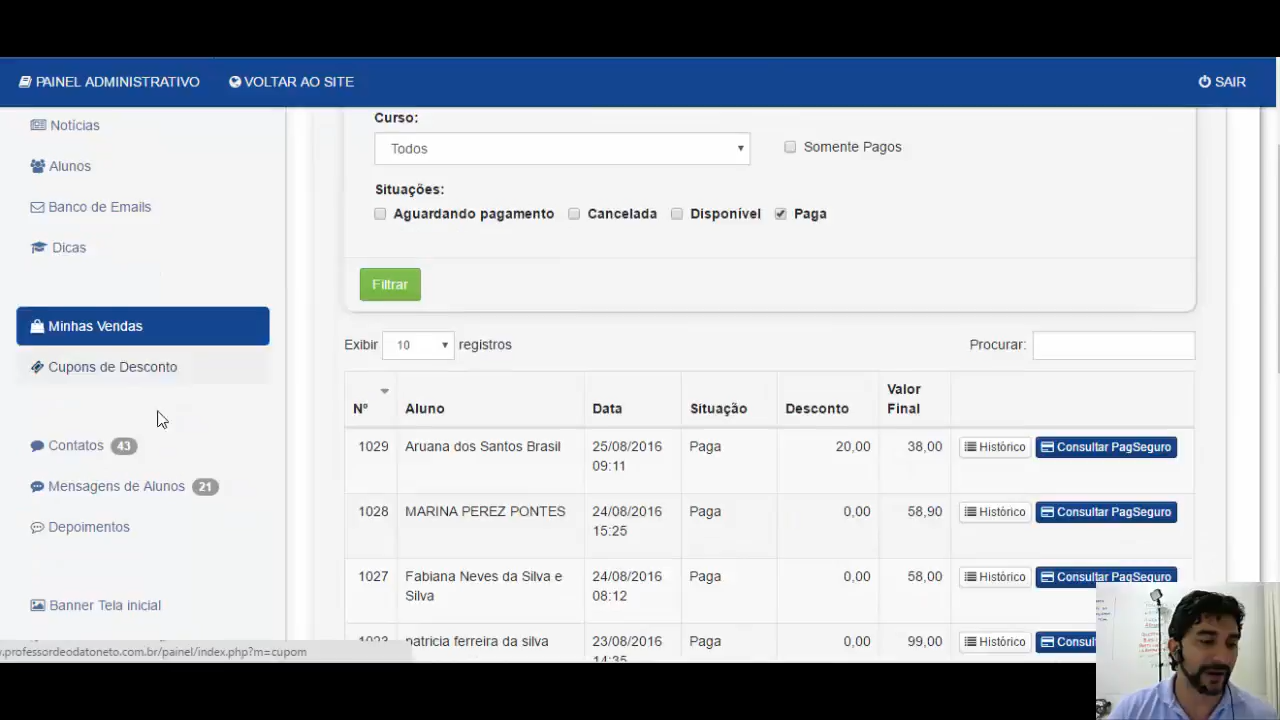 PAINEL ADMINISTRATIVO VOLTAR AO SITE SAIR
Notícias
Alunos
Banco de Emails
Dicas
Minhas Vendas
Cupons de Desconto
Contatos 43
Mensagens de Alunos 21
Depoimentos
Banner Tela inicial
Curso:
Todos Somente Pagos
Situações:
Aguardando pagamento Cancelada Disponível Paga
Filtrar
Exibir 10 registros Procurar:
Nº Aluno Data Situação Desconto Valor Final
1029 Aruana dos Santos Brasil 25/08/2016 09:11 Paga 20,00 38,00 Histórico Consultar PagSeguro
1028 MARINA PEREZ PONTES 24/08/2016 15:25 Paga 0,00 58,90 Histórico Consultar PagSeguro
1027 Fabiana Neves da Silva e Silva 24/08/2016 08:12 Paga 0,00 58,00 Histórico Consultar PagSeguro
1023 patricia ferreira da silva 23/08/2016 14:35 Paga 0,00 99,00 Histórico
.professordeodatoneto.com.br/painel/index.php?m=cupom